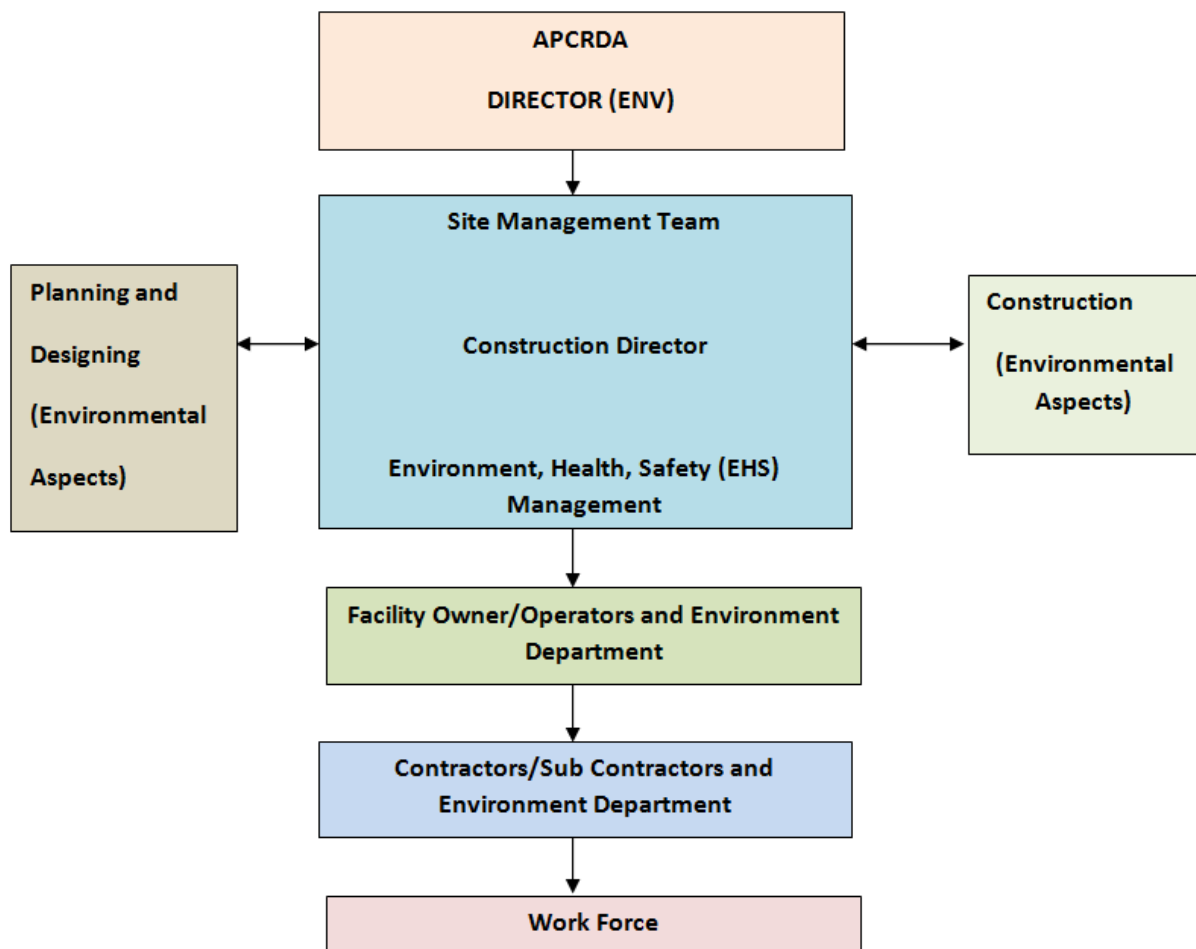 APCRDA
DIRECTOR (ENV)
Site Management Team
Planning and
Designing
(Environmental
Aspects)
Construction Director
Construction
(Environmental
Aspects)
Environment, Health, Safety (EHS)
Management
Facility Owner/Operators and Environment
Department
Contractors/Sub Contractors and
Environment Department
Work Force